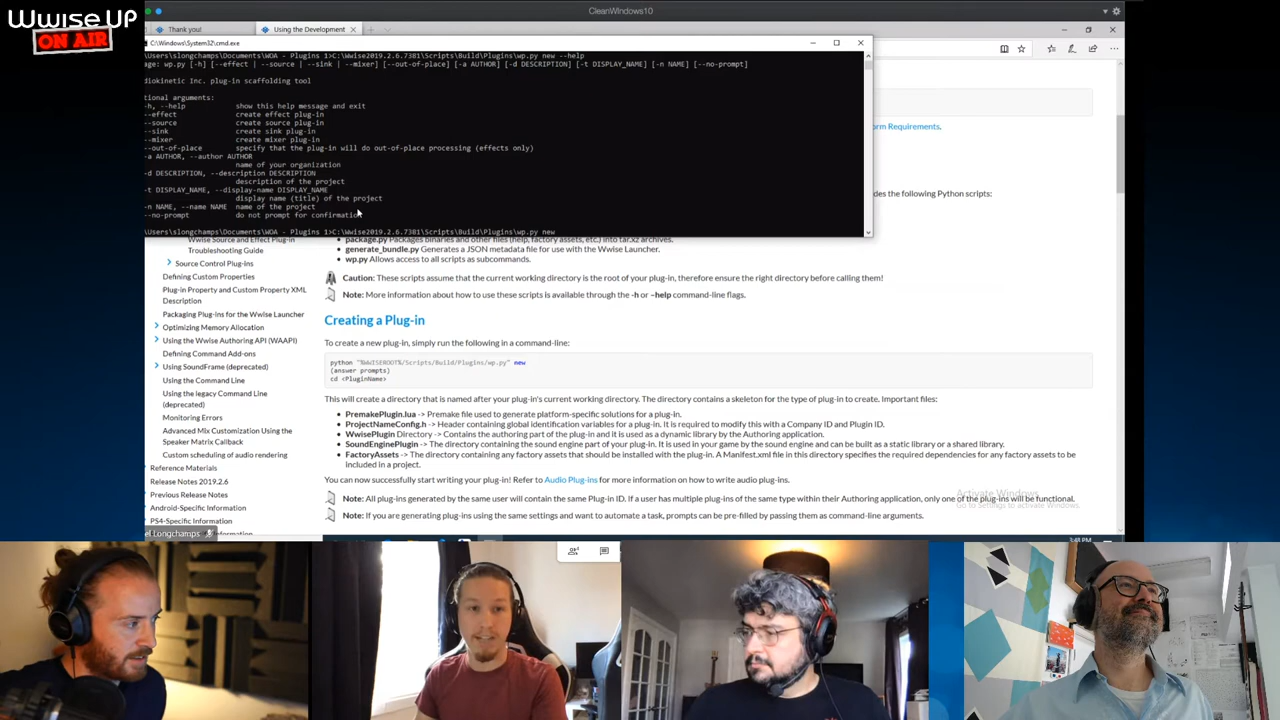 WWISE UP
ON AIR
CleanWindows10
Thank you!
Using the Development
C:\Windows\System32\cmd.exe
\Users\slongchamps\Documents\WOA - Plugins 1>C:\Wwise2019.2.6.7381\Scripts\Build\Plugins\wp.py new --help
age: wp.py [-h] [--effect | --source | --sink | --mixer] [--out-of-place] [-a AUTHOR] [-d DESCRIPTION] [-t DISPLAY_NAME] [-n NAME] [--no-prompt]
diokinetic Inc. plug-in scaffolding tool
tional arguments:
-h, --help show this help message and exit
--effect create effect plug-in
--source create source plug-in
--sink create sink plug-in
--mixer create mixer plug-in
--out-of-place specify that the plug-in will do out-of-place processing (effects only)
-a AUTHOR, --author AUTHOR
name of your organization
-d DESCRIPTION, --description DESCRIPTION
description of the project
-t DISPLAY_NAME, --display-name DISPLAY_NAME
display name (title) of the project
-n NAME, --name NAME name of the project
--no-prompt do not prompt for confirmation
\Users\slongchamps\Documents\WOA - Plugins 1>C:\Wwise2019.2.6.7381\Scripts\Build\Plugins\wp.py new
orm Requirements.
des the following Python scripts:
Wwise Source and Effect Plug-in
Troubleshooting Guide
Source Control Plug-ins
Defining Custom Properties
Plug-in Property and Custom Property XML
Description
Packaging Plug-ins for the Wwise Launcher
Optimizing Memory Allocation
Using the Wwise Authoring API (WAAPI)
Defining Command Add-ons
Using SoundFrame (deprecated)
Using the Command Line
Using the legacy Command Line
(deprecated)
Monitoring Errors
Advanced Mix Customization Using the
Speaker Matrix Callback
Custom scheduling of audio rendering
Reference Materials
Release Notes 2019.2.6
Previous Release Notes
Android-Specific Information
PS4-Specific Information
el Longchamps
• package.py Packages binaries and other files (help, factory assets, etc.) into tar.xz archives.
• generate_bundle.py Generates a JSON metadata file for use with the Wwise Launcher.
• wp.py Allows access to all scripts as subcommands.
Caution: These scripts assume that the current working directory is the root of your plug-in, therefore ensure the right directory before calling them!
Note: More information about how to use these scripts is available through the -h or –help command-line flags.
Creating a Plug-in
To create a new plug-in, simply run the following in a command-line:
python "%WWISEROOT%/Scripts/Build/Plugins/wp.py" new
(answer prompts)
cd <PluginName>
This will create a directory that is named after your plug-in's current working directory. The directory contains a skeleton for the type of plug-in to create. Important files:
• PremakePlugin.lua -> Premake file used to generate platform-specific solutions for a plug-in.
• ProjectNameConfig.h -> Header containing global identification variables for a plug-in. It is required to modify this with a Company ID and Plugin ID.
• WwisePlugin Directory -> Contains the authoring part of the plug-in and it is used as a dynamic library by the Authoring application.
• SoundEnginePlugin -> The directory containing the sound engine part of your plug-in. It is used in your game by the sound engine and can be built as a static library or a shared library.
• FactoryAssets -> The directory containing any factory assets that should be installed with the plug-in. A Manifest.xml file in this directory specifies the required dependencies for any factory assets to be
included in a project.
You can now successfully start writing your plug-in! Refer to Audio Plug-ins for more information on how to write audio plug-ins.
Note: All plug-ins generated by the same user will contain the same Plug-in ID. If a user has multiple plug-ins of the same type within their Authoring application, only one of the plug-ins will be functional.
Note: If you are generating plug-ins using the same settings and want to automate a task, prompts can be pre-filled by passing them as command-line arguments.
Activate Windows
Go to Settings to activate Windows.
3:48 PM